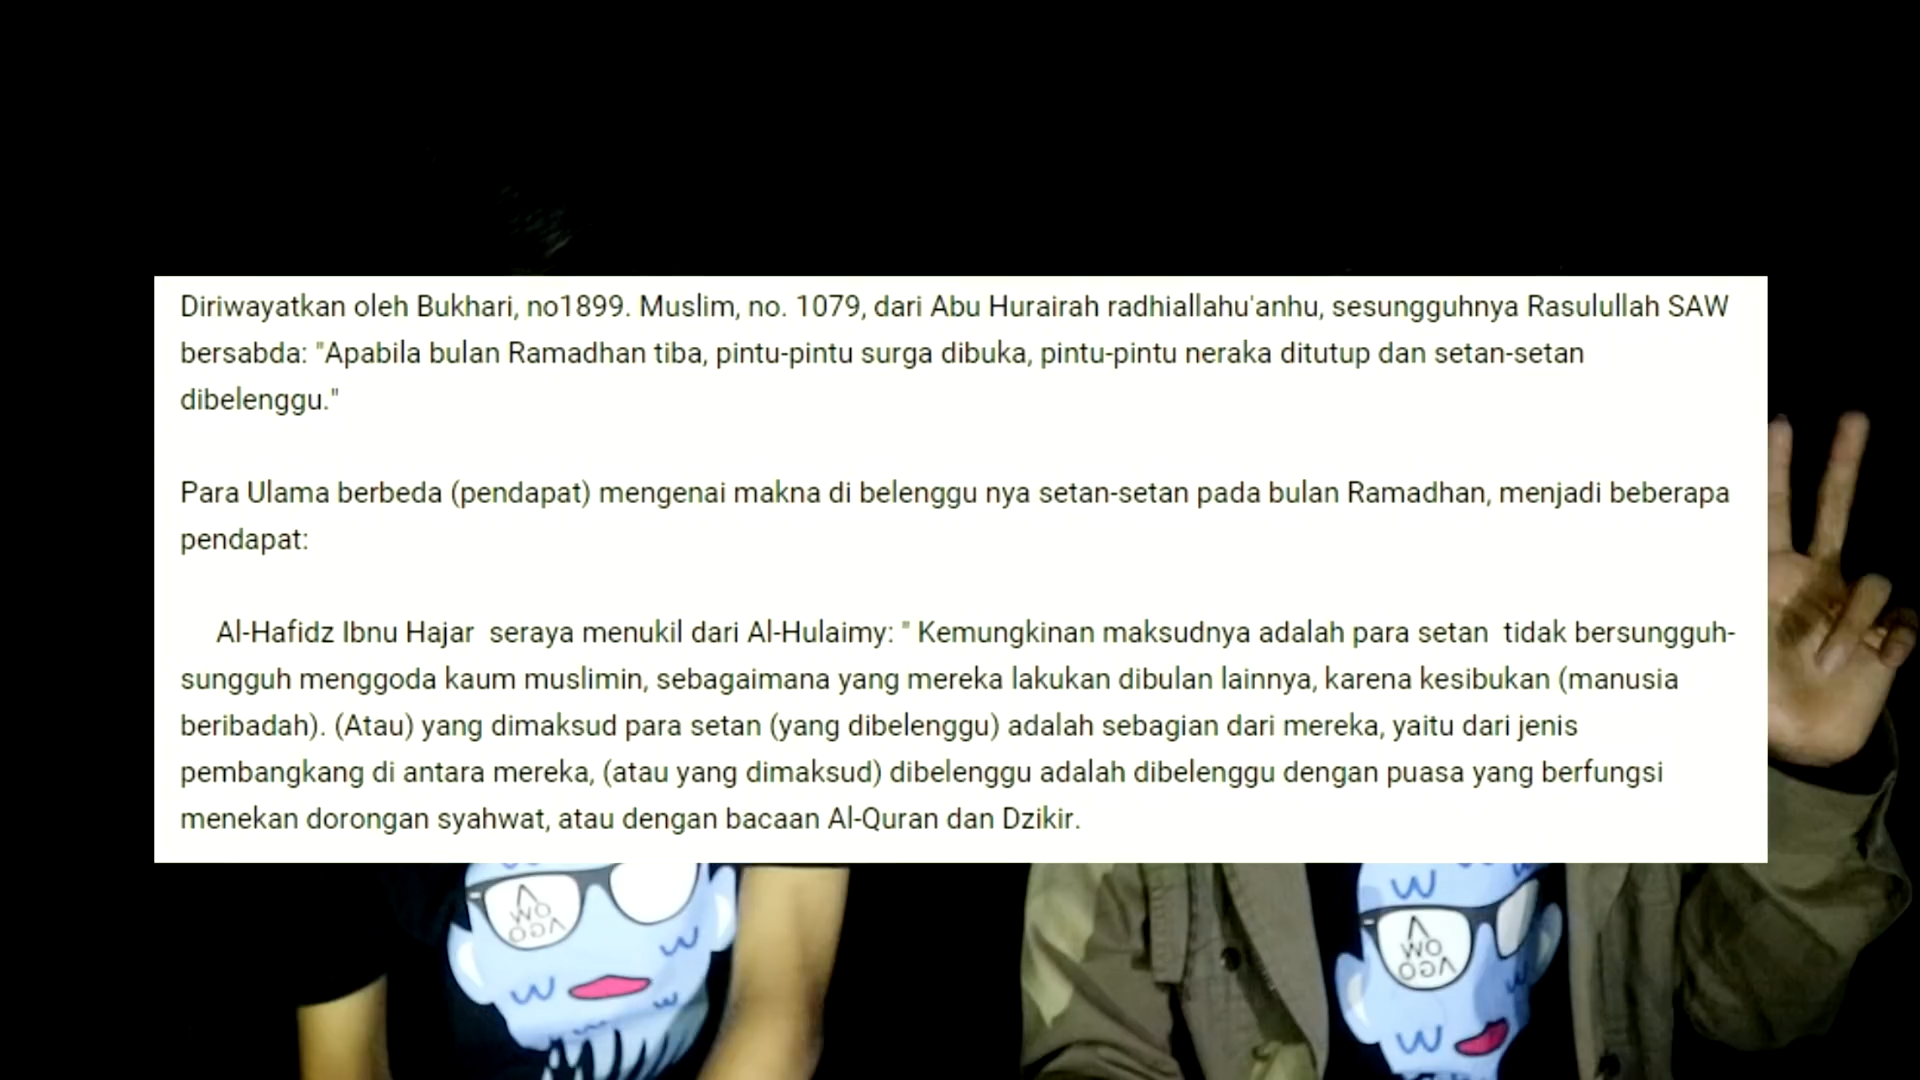 Diriwayatkan oleh Bukhari, no1899. Muslim, no. 1079, dari Abu Hurairah radhiallahu'anhu, sesungguhnya Rasulullah SAW
bersabda: "Apabila bulan Ramadhan tiba, pintu-pintu surga dibuka, pintu-pintu neraka ditutup dan setan-setan
dibelenggu."
Para Ulama berbeda (pendapat) mengenai makna di belenggu nya setan-setan pada bulan Ramadhan, menjadi beberapa
pendapat:
Al-Hafidz Ibnu Hajar  seraya menukil dari Al-Hulaimy: " Kemungkinan maksudnya adalah para setan  tidak bersungguh-
sungguh menggoda kaum muslimin, sebagaimana yang mereka lakukan dibulan lainnya, karena kesibukan (manusia
beribadah). (Atau) yang dimaksud para setan (yang dibelenggu) adalah sebagian dari mereka, yaitu dari jenis
pembangkang di antara mereka, (atau yang dimaksud) dibelenggu adalah dibelenggu dengan puasa yang berfungsi
menekan dorongan syahwat, atau dengan bacaan Al-Quran dan Dzikir.